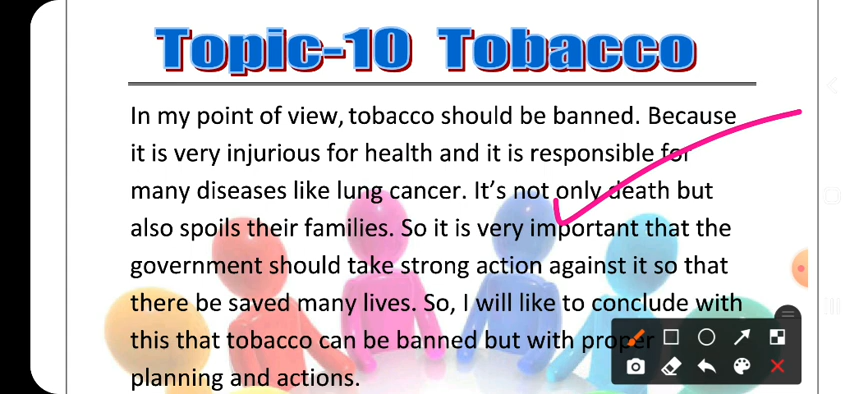 Topic-10 Tobacco
In my point of view, tobacco should be banned. Because
it is very injurious for health and it is responsible for
many diseases like lung cancer. It's not only death but
also spoils their families. So it is very important that the
government should take strong action against it so that
there be saved many lives. So, I will like to conclude with
this that tobacco can be banned but with proper
planning and actions.